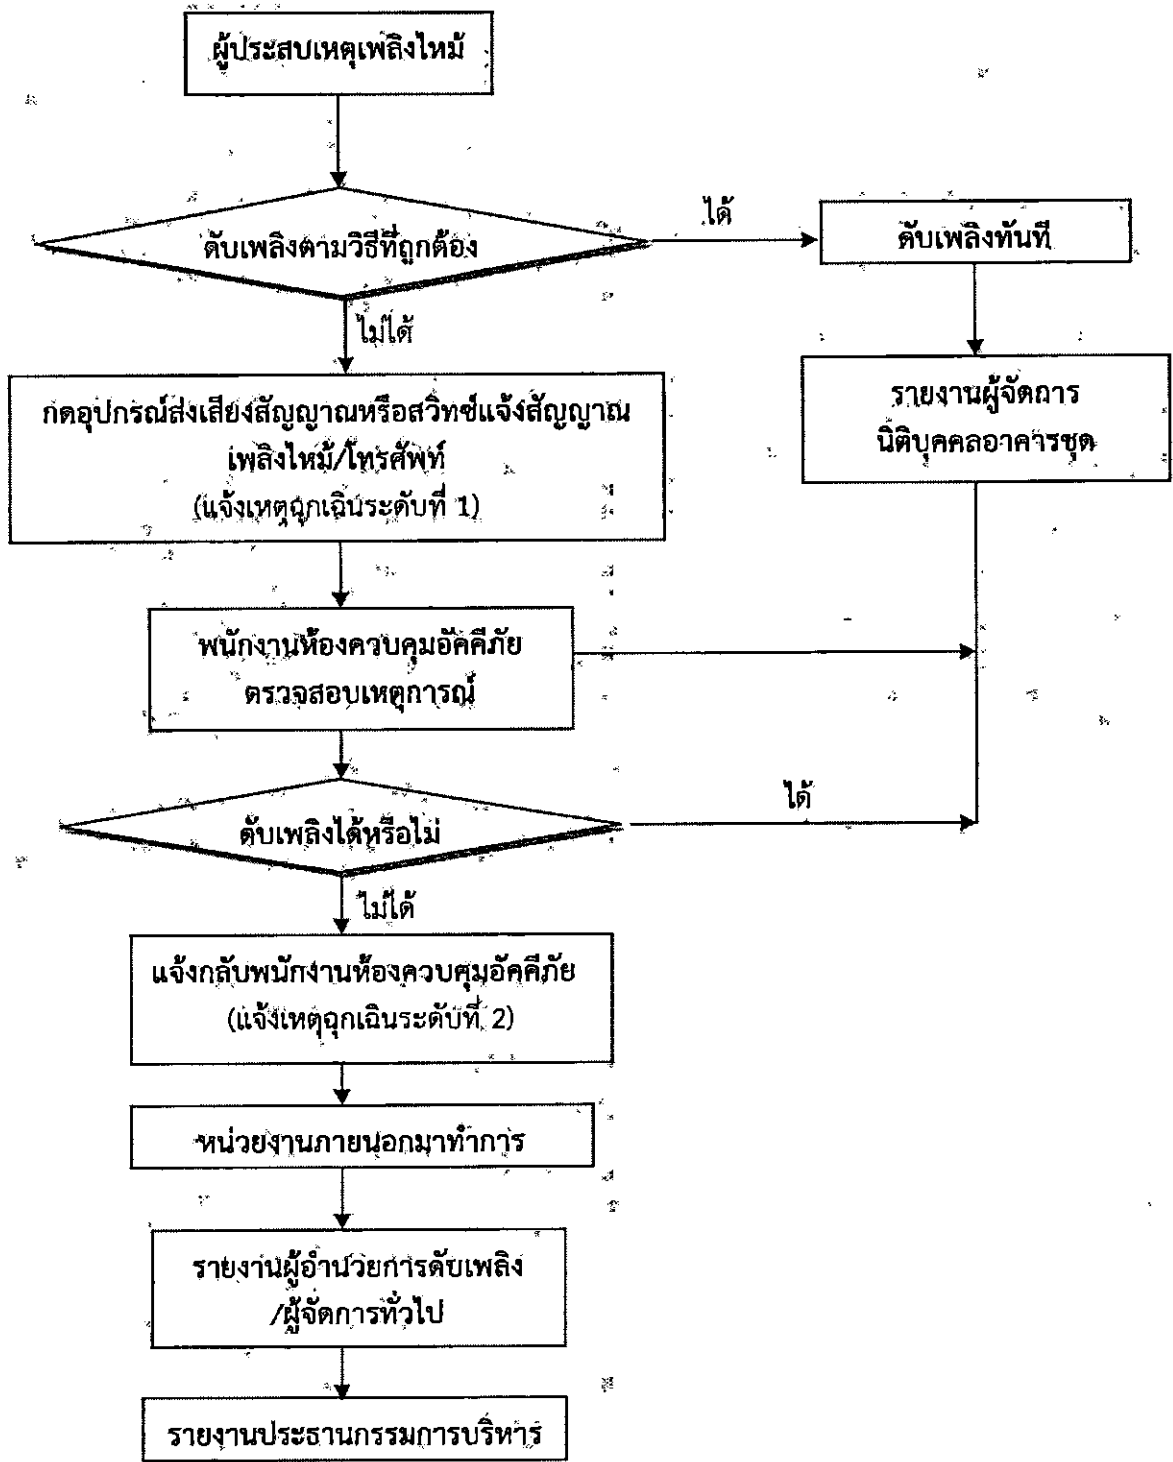 ผู้ประสบเหตุเพลิงไหม้
ดับเพลิงตามวิธีที่ถูกต้อง
ได้
ดับเพลิงทันที
ไม่ได้
กดอุปกรณ์ส่งเสียงสัญญาณหรือสวิทช์แจ้งสัญญาณ
เพลิงไหม้/โทรศัพท์
(แจ้งเหตุฉุกเฉินระดับที่ 1)
รายงานผู้จัดการ
นิติบุคคลอาคารชุด
พนักงานห้องควบคุมอัคคีภัย
ตรวจสอบเหตุการณ์
ดับเพลิงได้หรือไม่
ได้
ไม่ได้
แจ้งกลับพนักงานห้องควบคุมอัคคีภัย
(แจ้งเหตุฉุกเฉินระดับที่ 2)
หน่วยงานภายนอกมาทำการ
รายงานผู้อำนวยการดับเพลิง
/ผู้จัดการทั่วไป
รายงานประธานกรรมการบริหาร